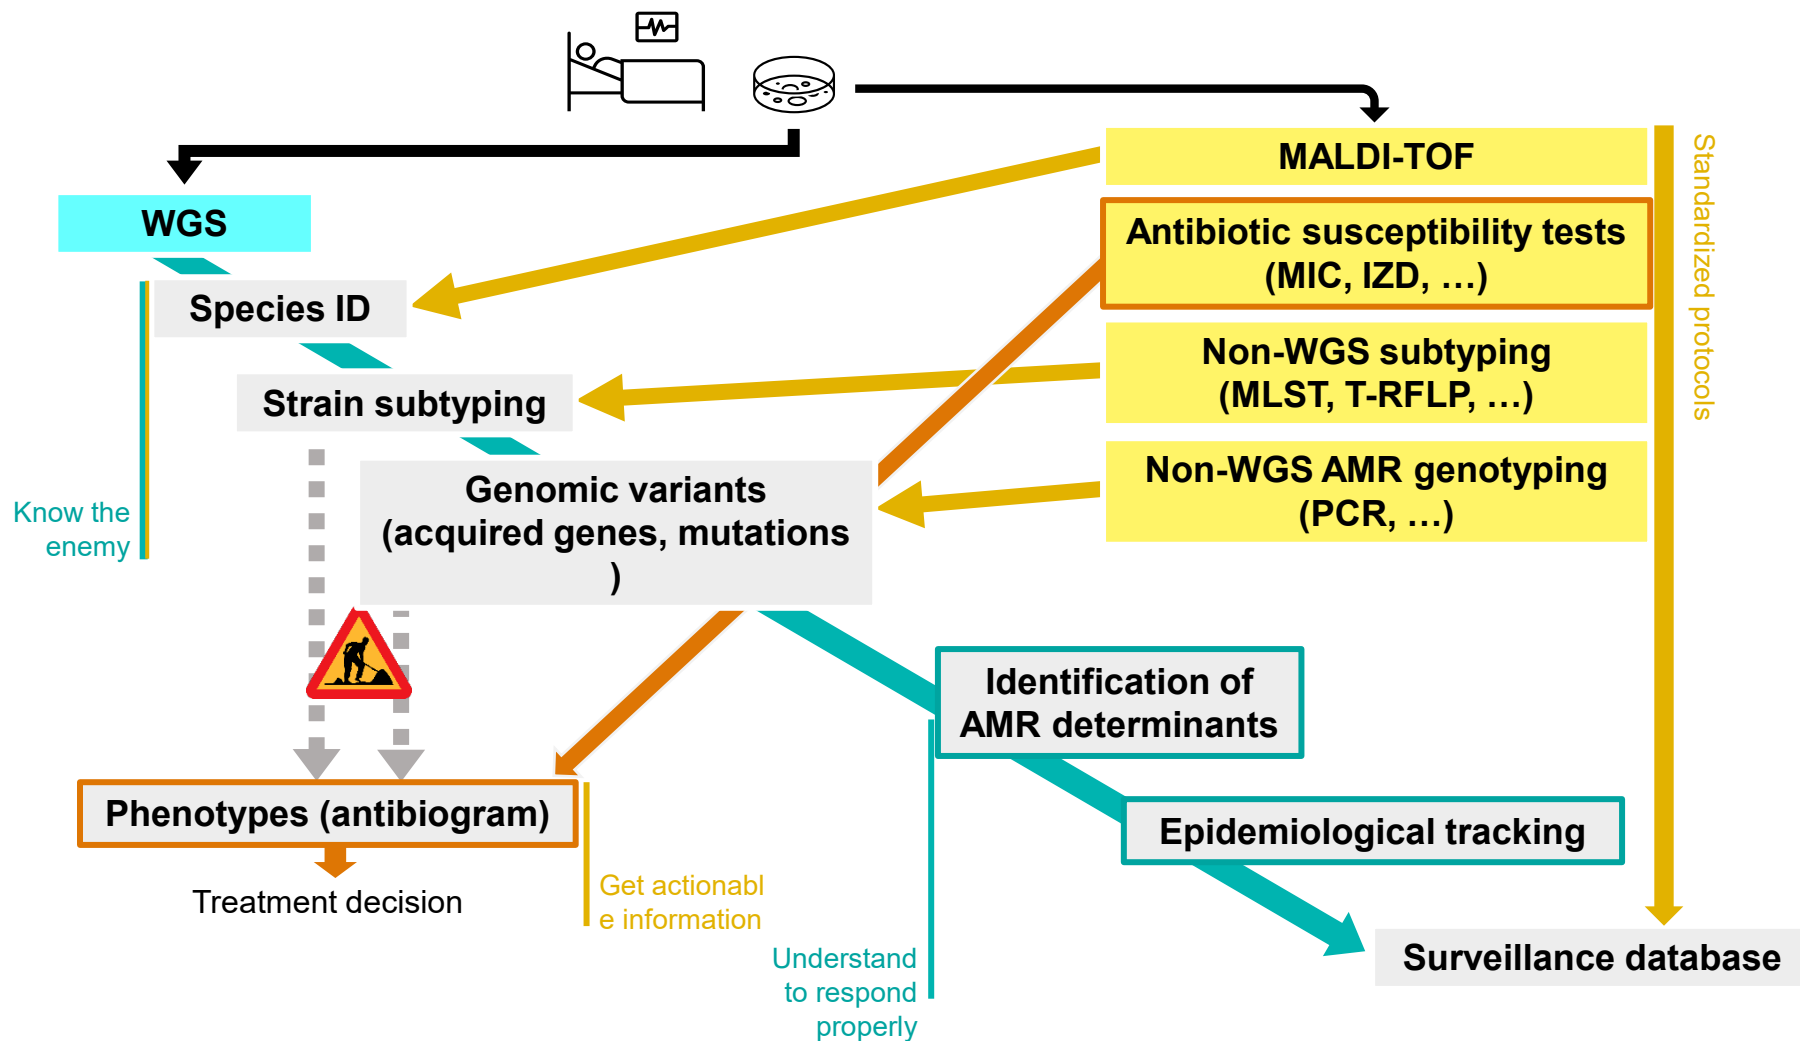 MALDI-TOF
Standardized protocols
WGS
Antibiotic susceptibility tests
(MIC, IZD, …)
Species ID
Non-WGS subtyping
(MLST, T-RFLP, …)
Strain subtyping
Non-WGS AMR genotyping
(PCR, …)
Genomic variants
(acquired genes, mutations
)
Know the
enemy
Identification of
AMR determinants
Phenotypes (antibiogram)
Epidemiological tracking
Treatment decision
Get actionabl
e information
Understand
to respond
properly
Surveillance database